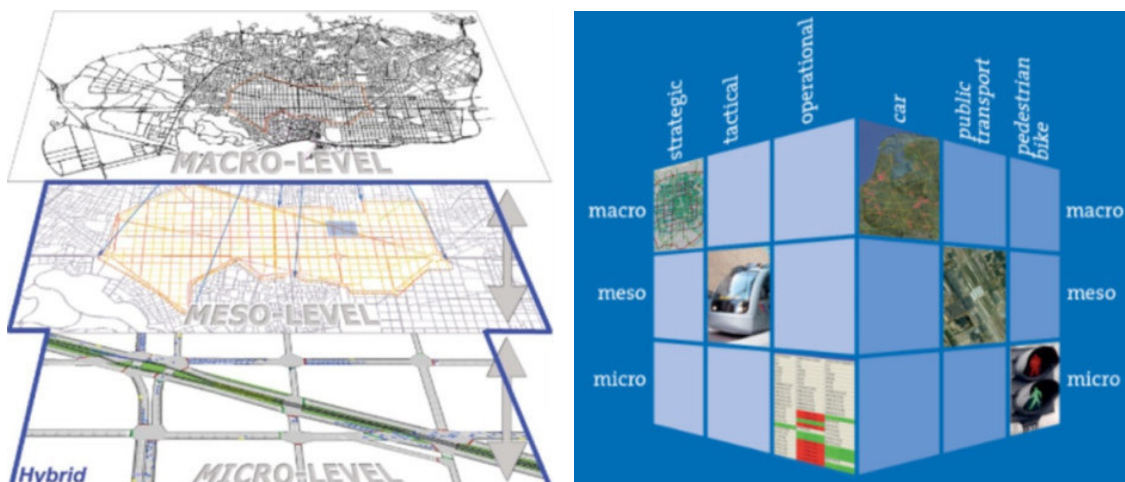 MACRO-LEVEL
MESO-LEVEL
MICRO-LEVEL
Hybrid
strategic
tactical
operational
car
public
transport
pedestrian
bike
macro
macro
meso
meso
micro
micro